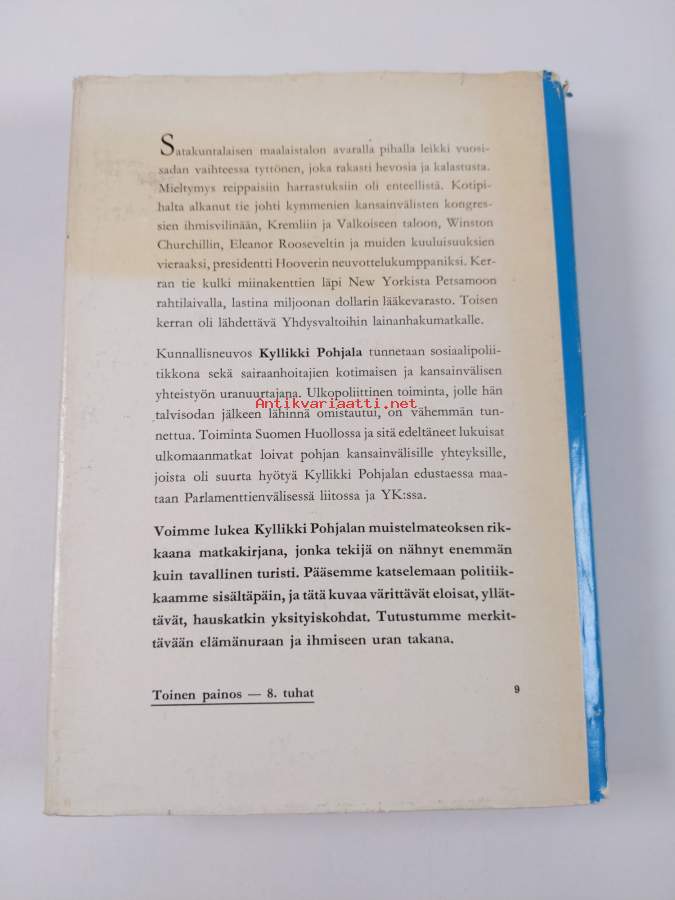 Satakuntalaisen maalaistalon avaralla pihalla leikki vuosi-
sadan vaihteessa tyttönen, joka rakasti hevosia ja kalastusta.
Mieltymys reippaisiin harrastuksiin oli enteellistä. Kotipi-
halta alkanut tie johti kymmenien kansainvälisten kongres-
sien ihmisvilinään, Kremliin ja Valkoiseen taloon, Winston
Churchillin, Eleanor Rooseveltin ja muiden kuuluisuuksien
vieraaksi, presidentti Hooverin neuvottelukumppaniksi. Ker-
ran tie kulki miinakenttien läpi New Yorkista Petsamoon
rahtilaivalla, lastina miljoonan dollarin lääkevarasto. Toisen
kerran oli lähdettävä Yhdysvaltoihin lainanhakumatkalle.
Kunnallisneuvos Kyllikki Pohjala tunnetaan sosiaalipolii-
tikkona sekä sairaanhoitajien kotimaisen ja kansainvälisen
yhteistyön uranuurtajana. Ulkopoliittinen toiminta, jolle hän
Antikvariaatti.net
talvisodan jälkeen lähinnä omistautui, on vähemmän tun-
nettua. Toiminta Suomen Huollossa ja sitä edeltäneet lukuisat
ulkomaanmatkat loivat pohjan kansainvälisille yhteyksille,
joista oli suurta hyötyä Kyllikki Pohjalan edustaessa maa-
taan Parlamenttienvälisessä liitossa ja YK:ssa.
Voimme lukea Kyllikki Pohjalan muistelmateoksen rik-
kaana matkakirjana, jonka tekijä on nähnyt enemmän
kuin tavallinen turisti. Pääsemme katselemaan politiik-
kaamme sisältäpäin, ja tätä kuvaa värittävät eloisat, yllät-
tävät, hauskatkin yksityiskohdat. Tutustumme merkit-
tävään elämänuraan ja ihmiseen uran takana.
Toinen painos — 8. tuhat
9